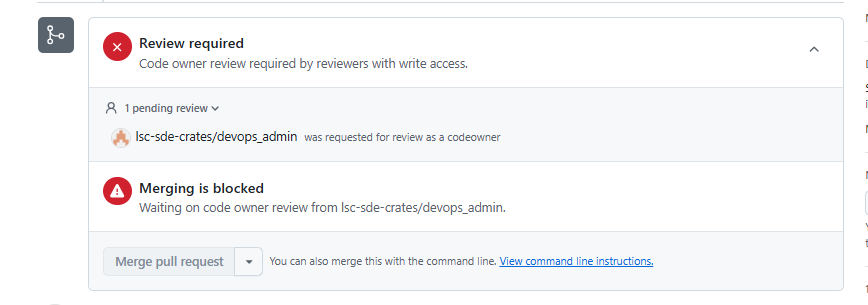 Review required
Code owner review required by reviewers with write access.
1 pending review
lsc-sde-crates/devops_admin was requested for review as a codeowner
Merging is blocked
Waiting on code owner review from lsc-sde-crates/devops_admin.
Merge pull request
You can also merge this with the command line. View command line instructions.